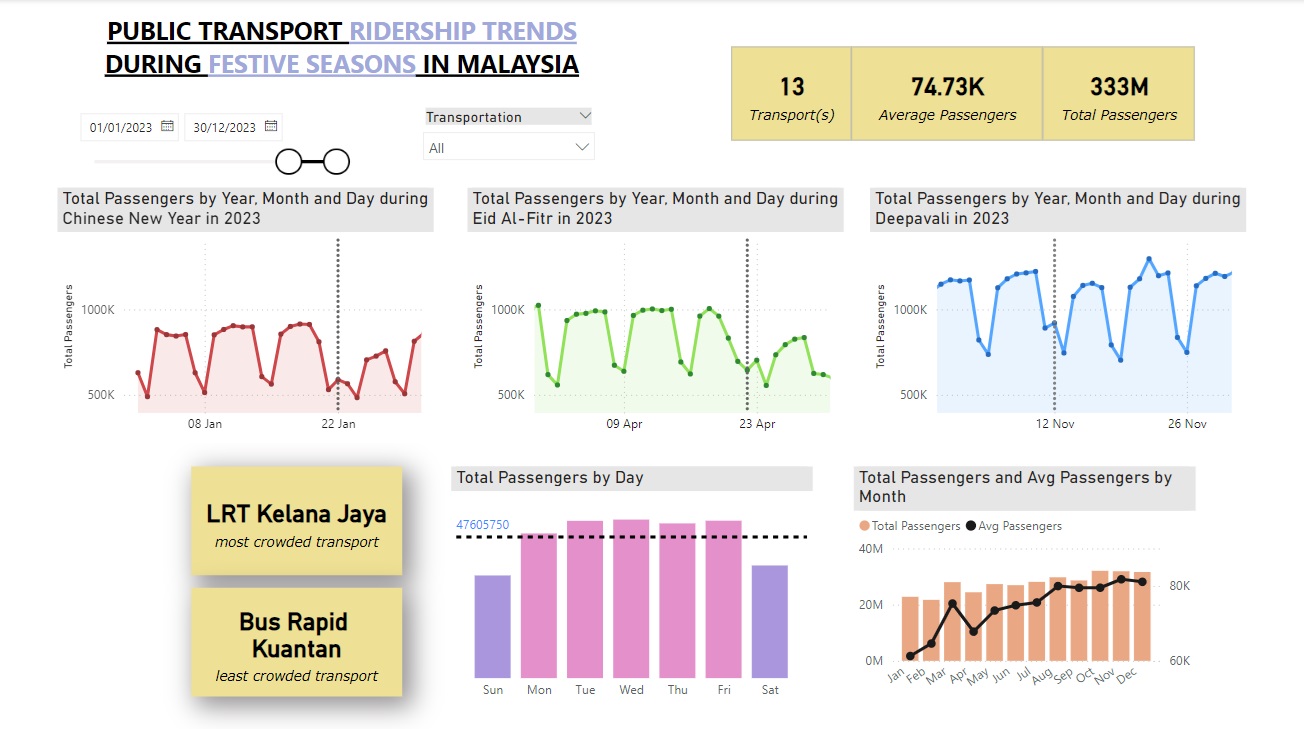 PUBLIC TRANSPORT RIDERSHIP TRENDS
DURING FESTIVE SEASONS IN MALAYSIA
01/01/2023
30/12/2023
Transportation
All
13
Transport(s)
74.73K
Average Passengers
333M
Total Passengers
Total Passengers by Year, Month and Day during
Chinese New Year in 2023
Total Passengers
1000K
500K
08 Jan
22 Jan
Total Passengers by Year, Month and Day during
Eid Al-Fitr in 2023
Total Passengers
1000K
500K
09 Apr
23 Apr
Total Passengers by Year, Month and Day during
Deepavali in 2023
Total Passengers
1000K
500K
12 Nov
26 Nov
LRT Kelana Jaya
most crowded transport
Bus Rapid
Kuantan
least crowded transport
Total Passengers by Day
47605750
Sun Mon Tue Wed Thu Fri Sat
Total Passengers and Avg Passengers by
Month
Total Passengers Avg Passengers
40M
20M
0M
80K
60K
Jan Feb Mar Apr May Jun Jul Aug Sep Oct Nov Dec